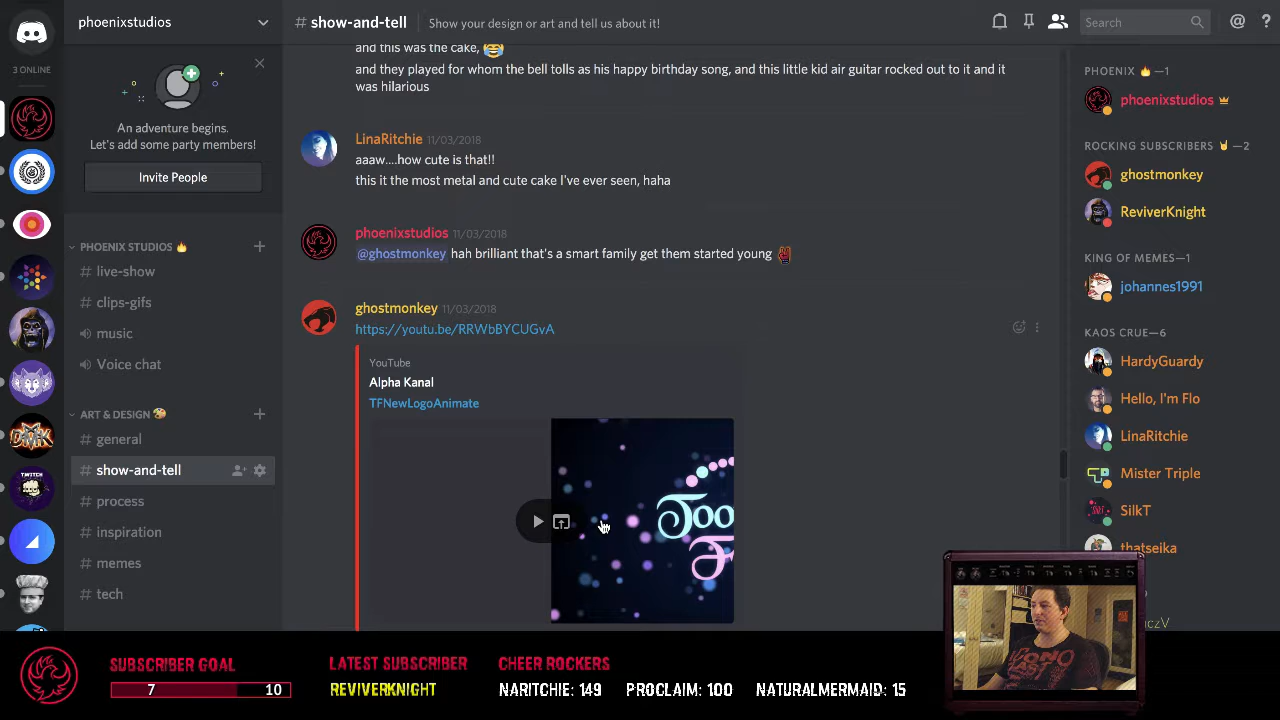 phoenixstudios
# show-and-tell
Show your design or art and tell us about it!
Search
@
?
3 ONLINE
An adventure begins.
Let's add some party members!
Invite People
PHOENIX STUDIOS 🔥
# live-show
# clips-gifs
music
Voice chat
ART & DESIGN 🎨
# general
# show-and-tell
# process
# inspiration
# memes
# tech
DMK
TWITCH
and this was the cake, 😂
and they played for whom the bell tolls as his happy birthday song, and this little kid air guitar rocked out to it and it
was hilarious
LinaRitchie 11/03/2018
aaaw....how cute is that!!
this it the most metal and cute cake I've ever seen, haha
phoenixstudios 11/03/2018
@ghostmonkey hah brilliant that's a smart family get them started young
ghostmonkey 11/03/2018
https://youtu.be/RRWbBYCUGvA
YouTube
Alpha Kanal
TFNewLogoAnimate
Too
F
PHOENIX 🔥—1
phoenixstudios
ROCKING SUBSCRIBERS 🤘—2
ghostmonkey
ReviverKnight
KING OF MEMES—1
johannes1991
KAOS CRUE—6
HardyGuardy
Hello, I'm Flo
LinaRitchie
Mister Triple
SilkT
thatseika
SUBSCRIBER GOAL
7 10
LATEST SUBSCRIBER
REVIVERKNIGHT
CHEER ROCKERS
NARITCHIE: 149 PROCLAIM: 100 NATURALMERMAID: 15